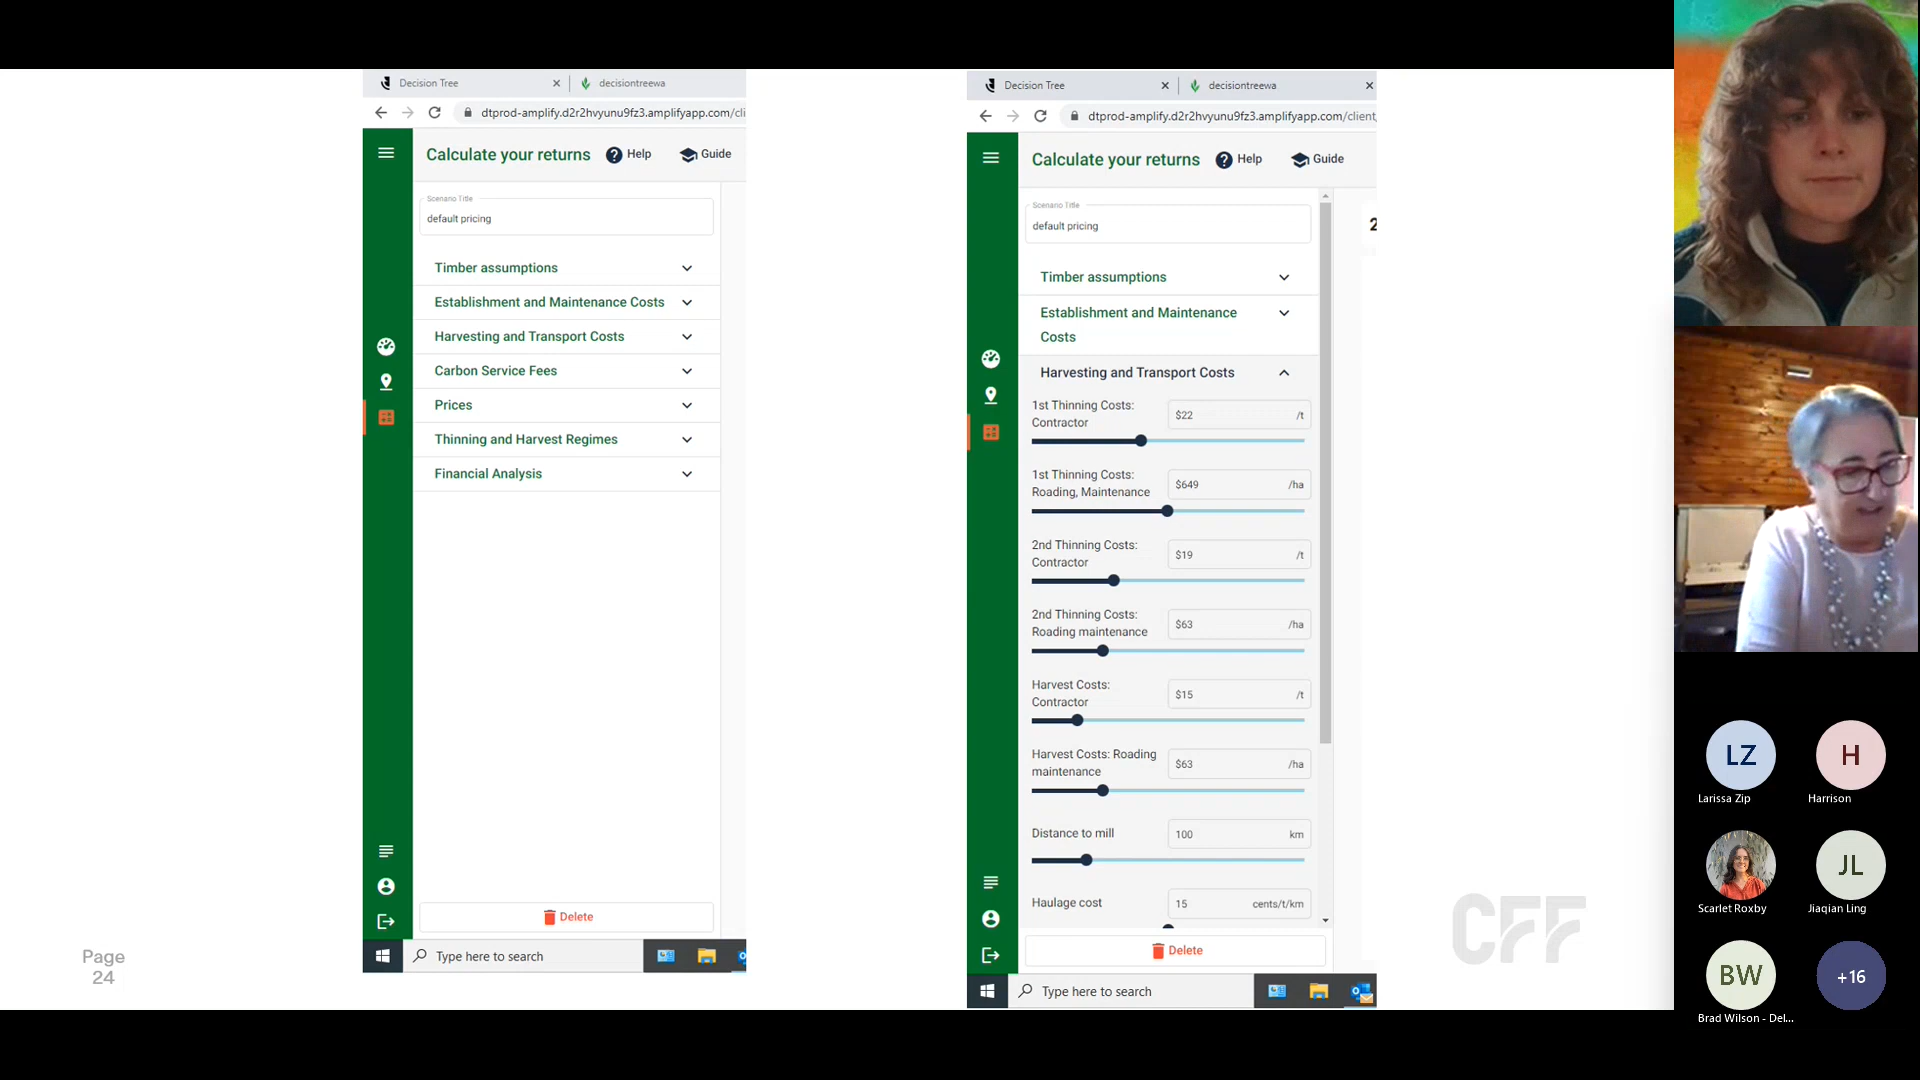 Decision Tree
decisiontreewa
dtprod-amplify.d2r2hvyunu9fz3.amplifyapp.com/cli
Calculate your returns
Help
Guide
Scenario Title
default pricing
Timber assumptions
Establishment and Maintenance Costs
Harvesting and Transport Costs
Carbon Service Fees
Prices
Thinning and Harvest Regimes
Financial Analysis
Delete
Type here to search
Page
24
Decision Tree
decisiontreewa
dtprod-amplify.d2r2hvyunu9fz3.amplifyapp.com/client
Calculate your returns
Help
Guide
2
Scenario Title
default pricing
Timber assumptions
Establishment and Maintenance
Costs
Harvesting and Transport Costs
1st Thinning Costs:
Contractor
$22 /t
1st Thinning Costs:
Roading, Maintenance
$649 /ha
2nd Thinning Costs:
Contractor
$19 /t
2nd Thinning Costs:
Roading maintenance
$63 /ha
Harvest Costs:
Contractor
$15 /t
Harvest Costs: Roading
maintenance
$63 /ha
Distance to mill
100 km
Haulage cost
15 cents/t/km
Delete
Type here to search
CFF
LZ
Larissa Zip
H
Harrison
Scarlet Roxby
JL
Jiaqian Ling
BW
Brad Wilson - Del...
+16